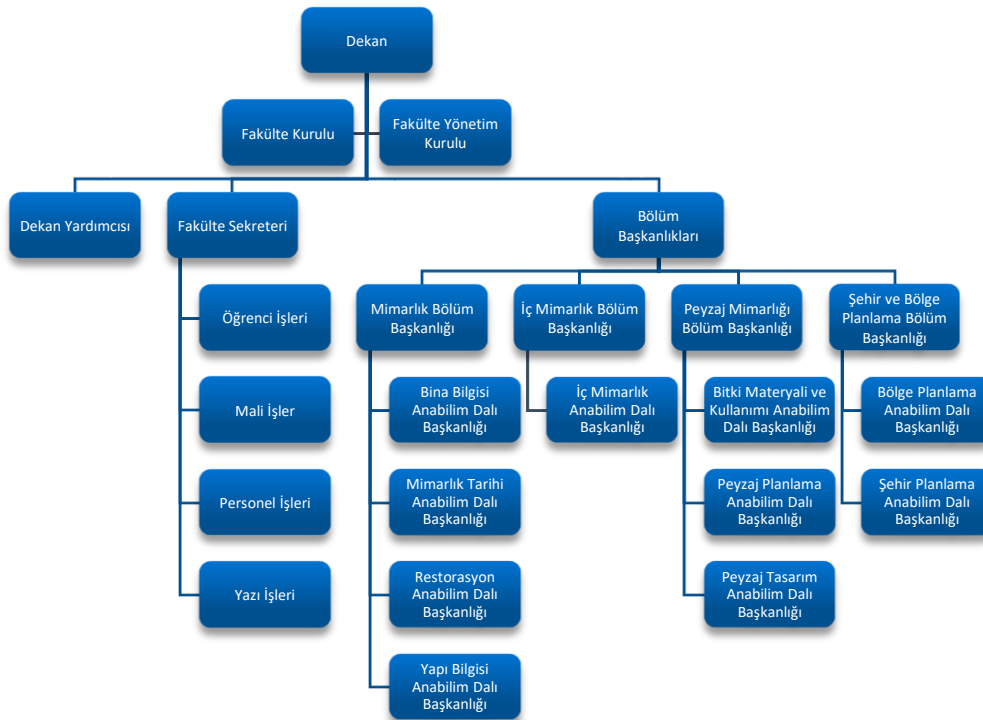 Dekan
Fakülte Kurulu
Fakülte Yönetim
Kurulu
Dekan Yardımcısı
Fakülte Sekreteri
Bölüm
Başkanlıkları
Öğrenci İşleri
Mali İşler
Personel İşleri
Yazı İşleri
Mimarlık Bölüm
Başkanlığı
Bina Bilgisi
Anabilim Dalı
Başkanlığı
Mimarlık Tarihi
Anabilim Dalı
Başkanlığı
Restorasyon
Anabilim Dalı
Başkanlığı
Yapı Bilgisi
Anabilim Dalı
Başkanlığı
İç Mimarlık Bölüm
Başkanlığı
İç Mimarlık
Anabilim Dalı
Başkanlığı
Peyzaj Mimarlığı
Bölüm Başkanlığı
Bitki Materyali ve
Kullanımı Anabilim
Dalı Başkanlığı
Peyzaj Planlama
Anabilim Dalı
Başkanlığı
Peyzaj Tasarım
Anabilim Dalı
Başkanlığı
Şehir ve Bölge
Planlama Bölüm
Başkanlığı
Bölge Planlama
Anabilim Dalı
Başkanlığı
Şehir Planlama
Anabilim Dalı
Başkanlığı